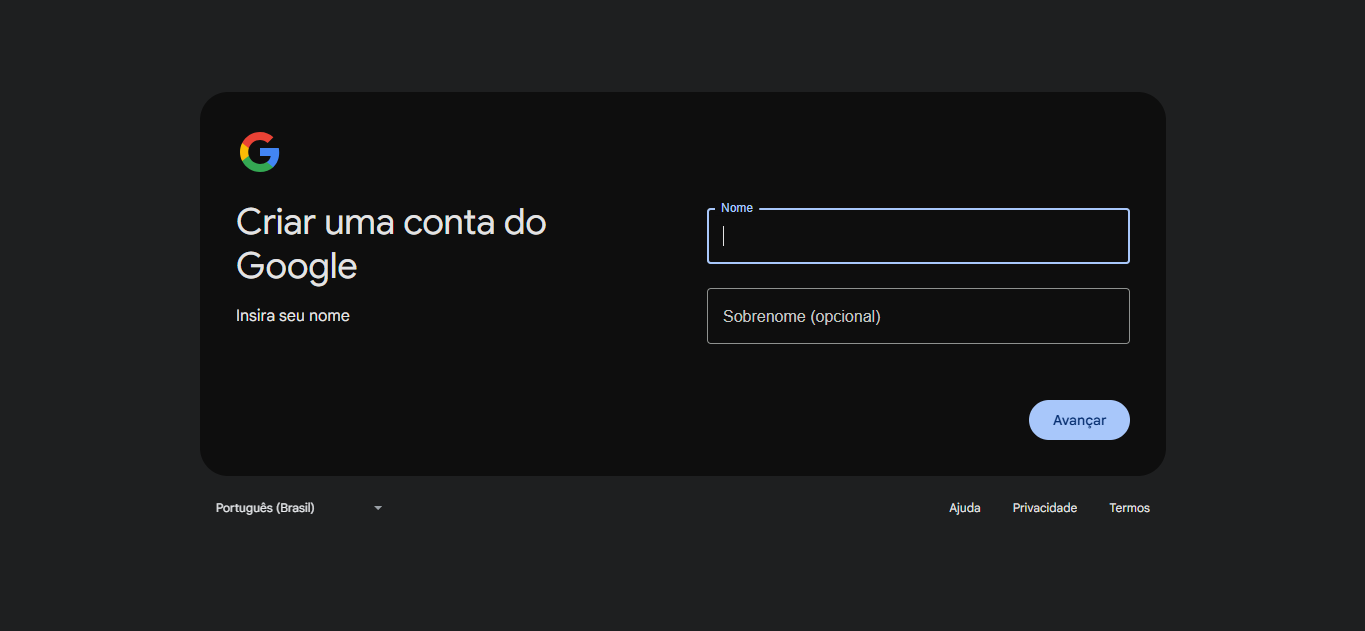 Criar uma conta do
Google
Insira seu nome
Nome
Sobrenome (opcional)
Avançar
Português (Brasil)
Ajuda
Privacidade
Termos